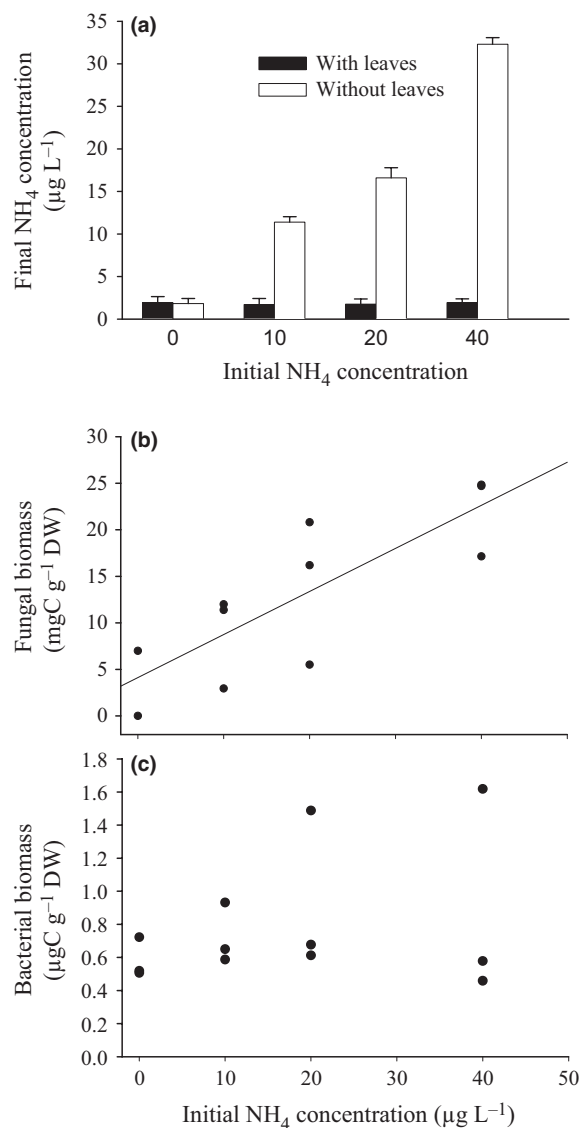 (a)
With leaves
Without leaves
Final NH₄ concentration
(µg L⁻¹)
35
30
25
20
15
10
5
0
0 10 20 40
Initial NH₄ concentration
(b)
Fungal biomass
(mgC g⁻¹ DW)
30
25
20
15
10
5
0
(c)
Bacterial biomass
(µgC g⁻¹ DW)
1.8
1.6
1.4
1.2
1.0
0.8
0.6
0.4
0.2
0.0
0 10 20 30 40 50
Initial NH₄ concentration (µg L⁻¹)